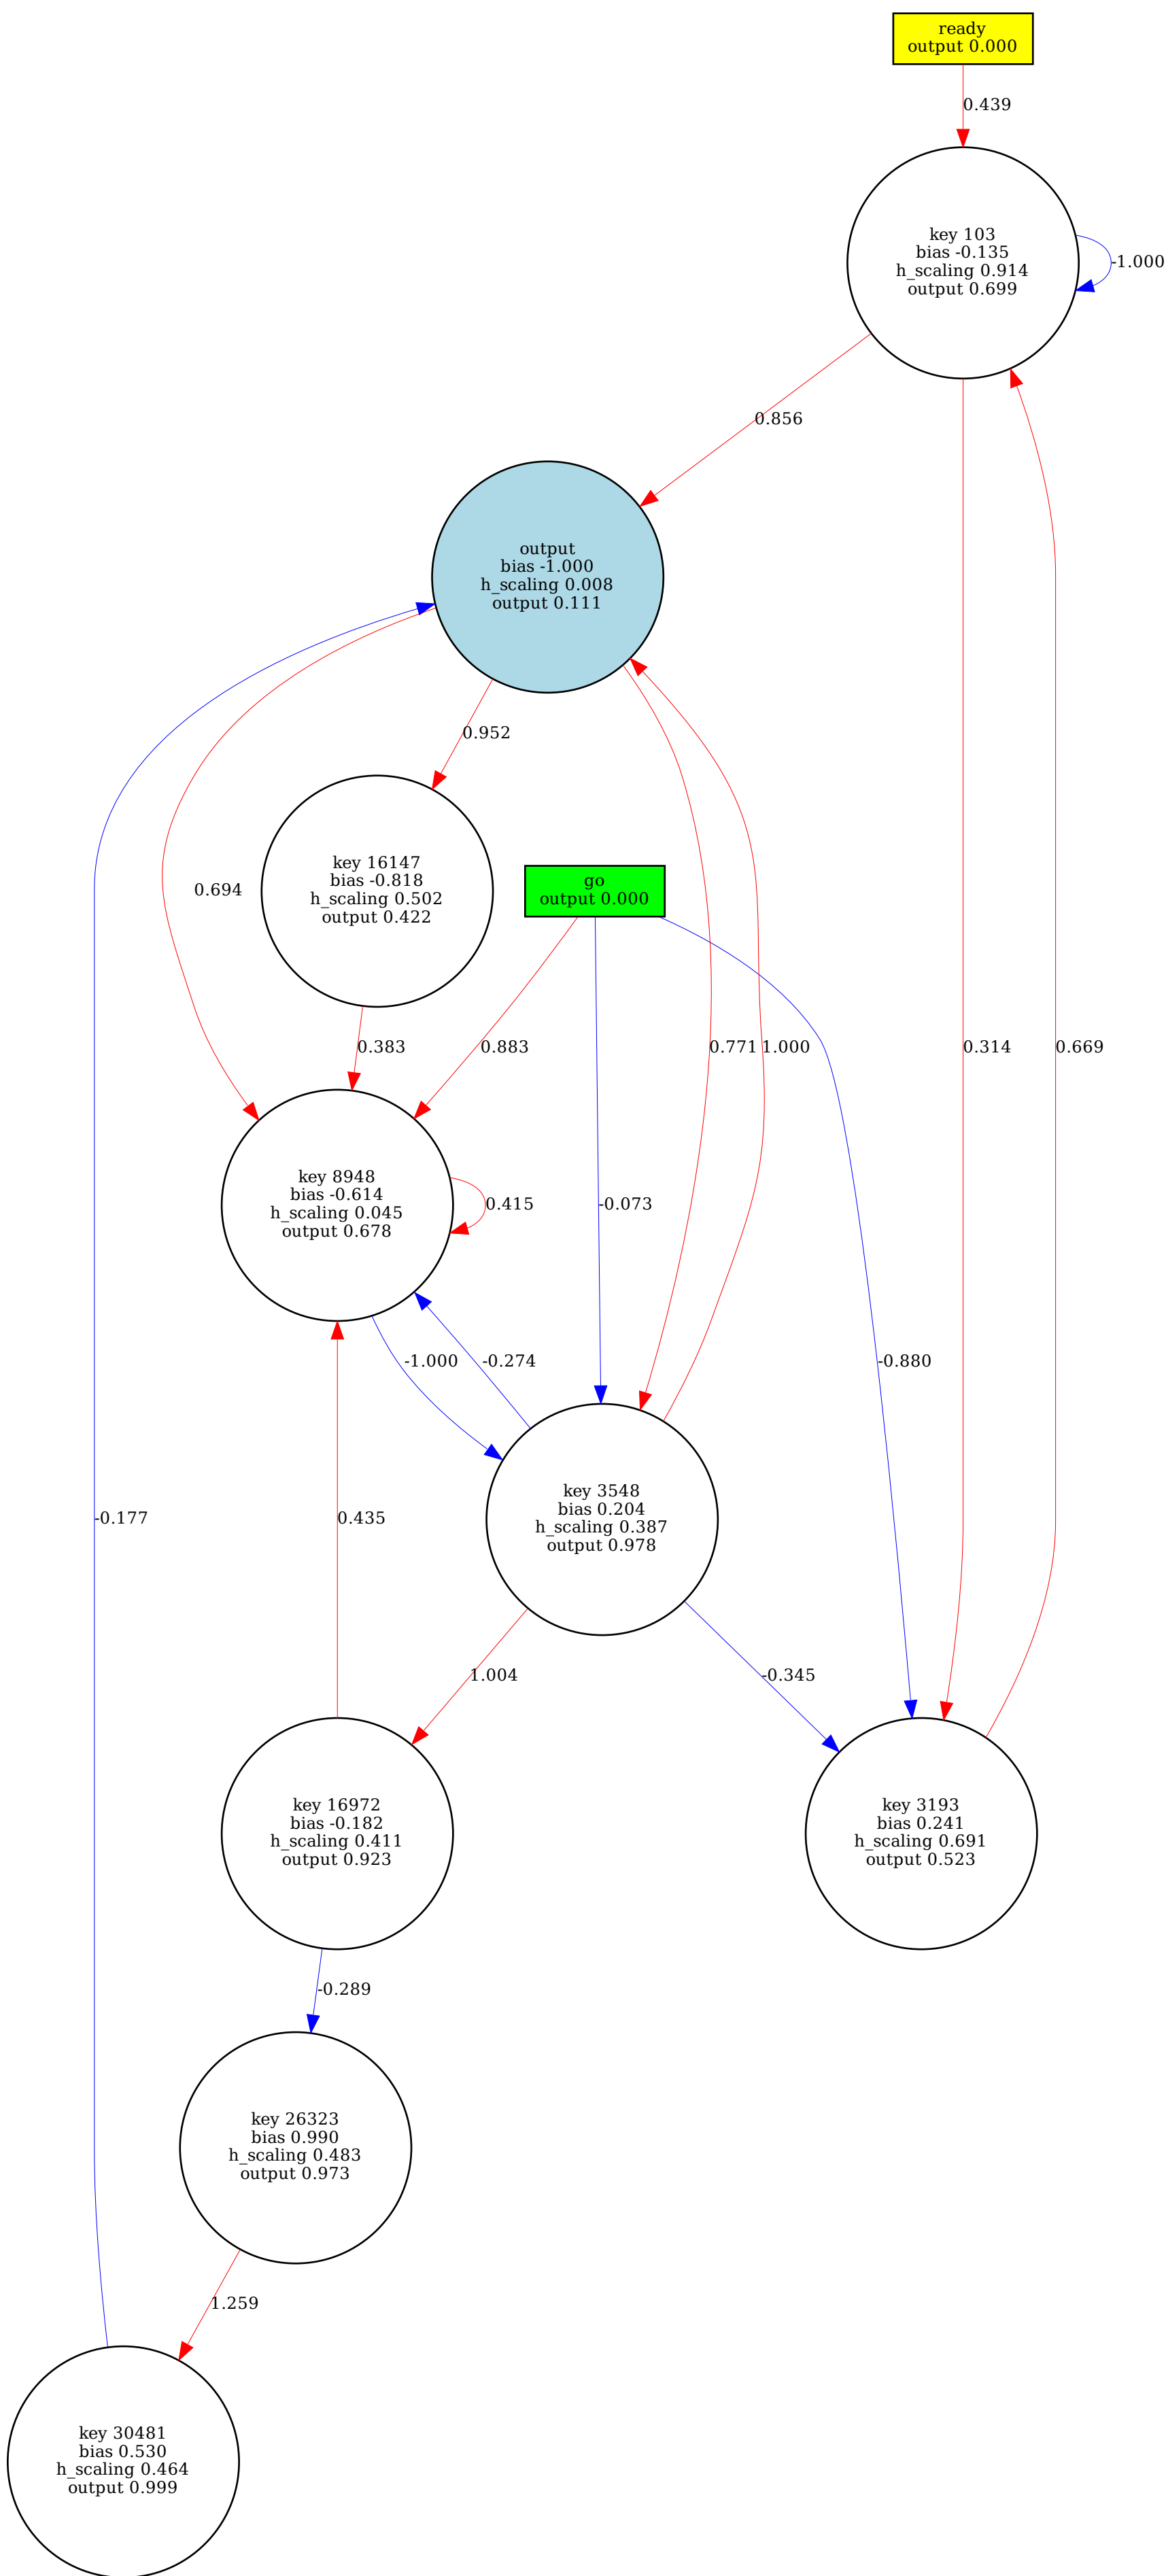 ready
output 0.000
0.439
key 103
bias -0.135
h_scaling 0.914
output 0.699
-1.000
0.856
output
bias -1.000
h_scaling 0.008
output 0.111
0.952
key 16147
bias -0.818
h_scaling 0.502
output 0.422
go
output 0.000
0.694
0.383
0.883
0.771
1.000
0.314
0.669
key 8948
bias -0.614
h_scaling 0.045
output 0.678
0.415
-0.073
-1.000
-0.274
-0.880
key 3548
bias 0.204
h_scaling 0.387
output 0.978
-0.177
0.435
1.004
-0.345
key 16972
bias -0.182
h_scaling 0.411
output 0.923
key 3193
bias 0.241
h_scaling 0.691
output 0.523
-0.289
key 26323
bias 0.990
h_scaling 0.483
output 0.973
1.259
key 30481
bias 0.530
h_scaling 0.464
output 0.999